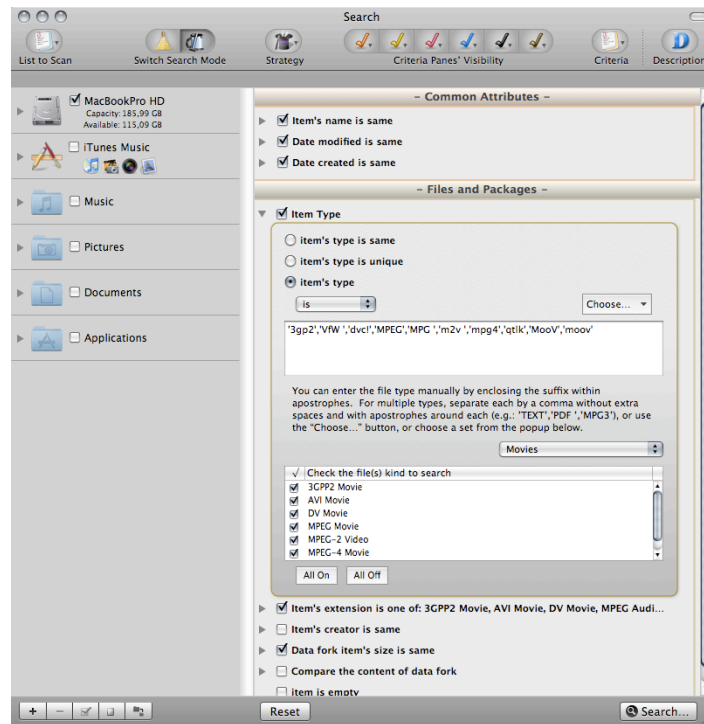 Search
List to Scan
Switch Search Mode
Strategy
Criteria Panes' Visibility
Criteria
Description
MacBookPro HD
Capacity: 185,99 GB
Available: 115,09 GB
iTunes Music
Music
Pictures
Documents
Applications
– Common Attributes –
Item's name is same
Date modified is same
Date created is same
– Files and Packages –
Item Type
item's type is same
item's type is unique
item's type
is
Choose...
'3gp2','VfW ','dvc!','MPEG','MPG ','m2v ','mpg4','qtik','MooV','moov'
You can enter the file type manually by enclosing the suffix within
apostrophes. For multiple types, separate each by a comma without extra
spaces and with apostrophes around each (e.g.: 'TEXT','PDF ','MPG3'), or use
the "Choose..." button, or choose a set from the popup below.
Movies
√ Check the file(s) kind to search
3GPP2 Movie
AVI Movie
DV Movie
MPEG Movie
MPEG-2 Video
MPEG-4 Movie
All On
All Off
Item's extension is one of: 3GPP2 Movie, AVI Movie, DV Movie, MPEG Audi...
Item's creator is same
Data fork item's size is same
Compare the content of data fork
item is empty
Reset
Search...